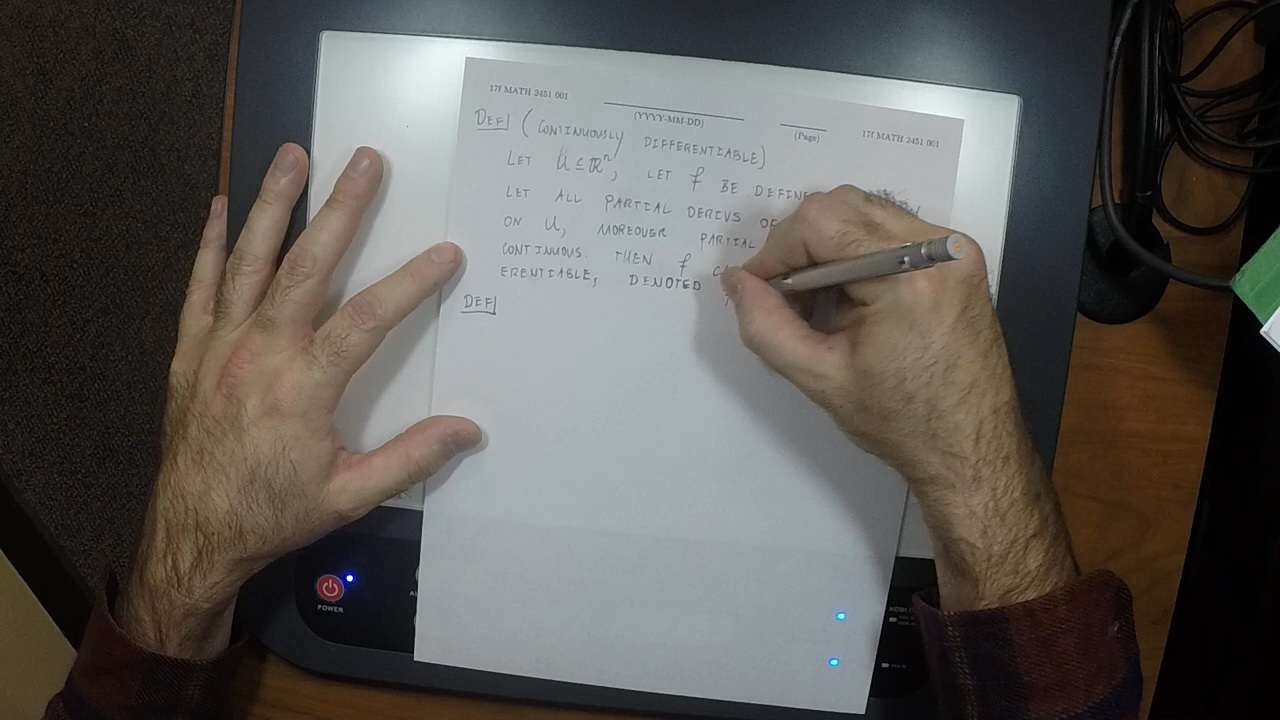 17f MATH 2451 001
(YYYY-MM-DD)
(Page)
17f MATH 2451 001
DEF (CONTINUOUSLY DIFFERENTIABLE)
LET U ⊆ ℝⁿ, LET f BE DEFINE
LET ALL PARTIAL DERIVS OF
ON U, MOREOVER PARTIAL
CONTINUOUS. THEN f
ERENTIABLE, DENOTED
DEF
POWER